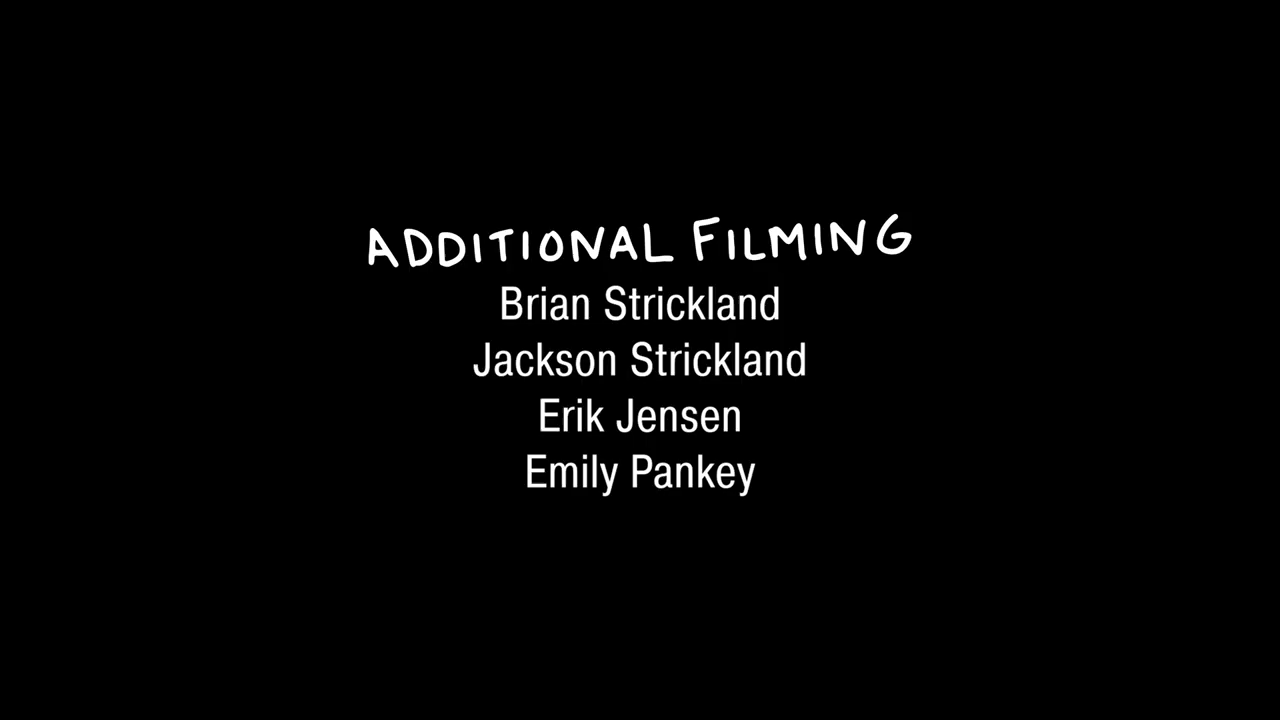 ADDITIONAL FILMING
Brian Strickland
Jackson Strickland
Erik Jensen
Emily Pankey